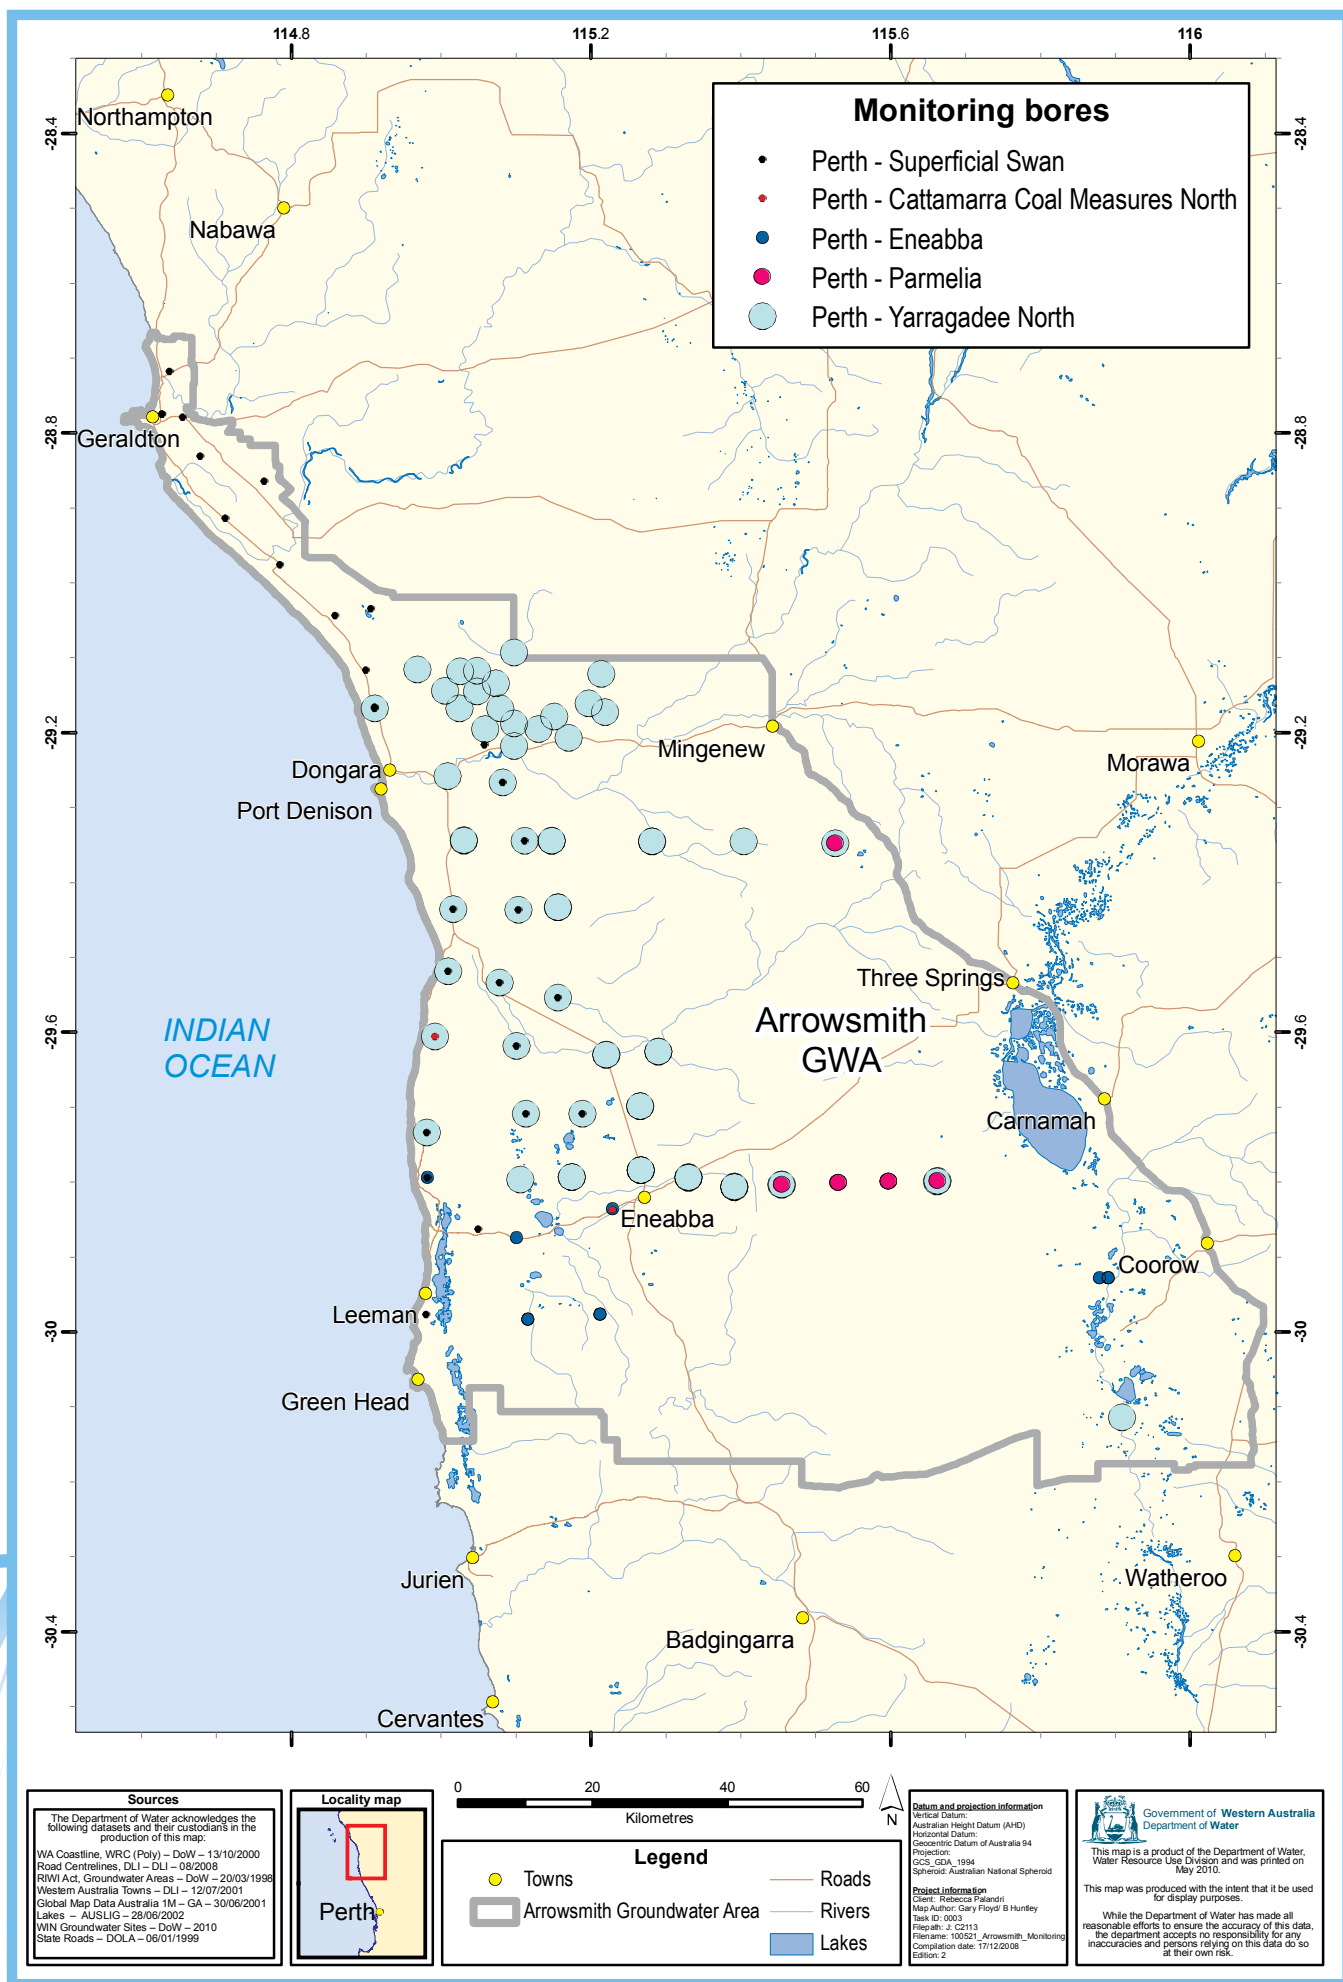 114.8
115.2
115.6
116
-28.4
-28.8
-29.2
-29.6
-30
-30.4
-28.4
-28.8
-29.2
-29.6
-30
-30.4
Monitoring bores
Perth - Superficial Swan
Perth - Cattamarra Coal Measures North
Perth - Eneabba
Perth - Parmelia
Perth - Yarragadee North
Northampton
Nabawa
Geraldton
Mingenew
Morawa
Dongara
Port Denison
Three Springs
INDIAN
OCEAN
Arrowsmith
GWA
Carnamah
Eneabba
Coorow
Leeman
Green Head
Jurien
Watheroo
Badgingarra
Cervantes
Sources
The Department of Water acknowledges the
following datasets and their custodians in the
production of this map:
WA Coastline, WRC (Poly) – DoW – 13/10/2000
Road Centrelines, DLI – DLI – 08/2008
RIWI Act, Groundwater Areas – DoW – 20/03/1998
Western Australia Towns – DLI – 12/07/2001
Global Map Data Australia 1M – GA – 30/06/2001
Lakes – AUSLIG – 28/06/2002
WIN Groundwater Sites – DoW – 2010
State Roads – DOLA – 06/01/1999
Locality map
Perth
0 20 40 60
Kilometres
N
Legend
Towns
Arrowsmith Groundwater Area
Roads
Rivers
Lakes
Datum and projection information
Vertical Datum:
Australian Height Datum (AHD)
Horizontal Datum:
Geocentric Datum of Australia 94
Projection:
GCS_GDA_1994
Spheroid: Australian National Spheroid
Project information
Client: Rebecca Palandri
Map Author: Gary Floyd/ B Huntley
Task ID: 0003
Filepath: J: C2113
Filename: 100521_Arrowsmith_Monitoring
Compilation date: 17/12/2008
Edition: 2
Government of Western Australia
Department of Water
This map is a product of the Department of Water,
Water Resource Use Division and was printed on
May 2010.
This map was produced with the intent that it be used
for display purposes.
While the Department of Water has made all
reasonable efforts to ensure the accuracy of this data,
the department accepts no responsibility for any
inaccuracies and persons relying on this data do so
at their own risk.